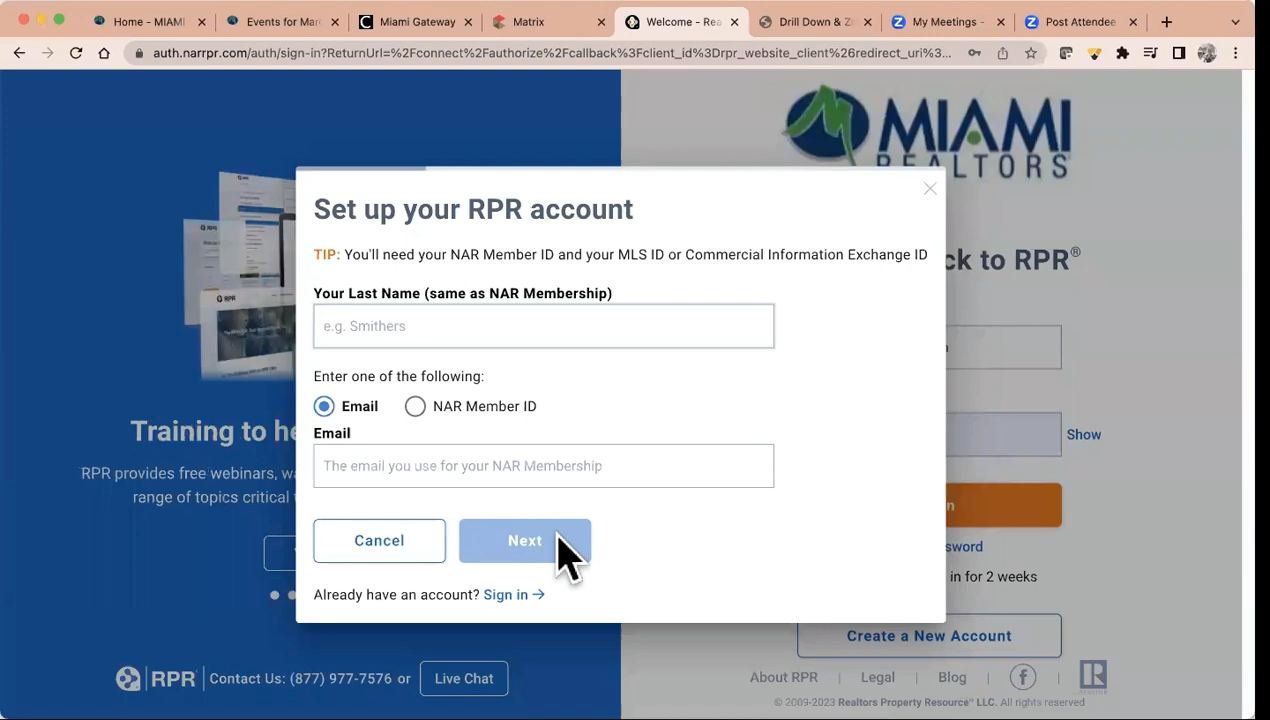 Home - MIAMI
Events for Mar
Miami Gateway
Matrix
Welcome - Rea
Drill Down & Z
My Meetings -
Post Attendee
auth.narrpr.com/auth/sign-in?ReturnUrl=%2Fconnect%2Fauthorize%2Fcallback%3Fclient_id%3Drpr_website_client%26redirect_uri%...
MIAMI
REALTORS
Set up your RPR account
TIP: You'll need your NAR Member ID and your MLS ID or Commercial Information Exchange ID
ck to RPR®
Your Last Name (same as NAR Membership)
e.g. Smithers
n
Enter one of the following:
Email
NAR Member ID
Training to he
Email
Show
The email you use for your NAR Membership
RPR provides free webinars, wa
range of topics critical t
n
Cancel
Next
sword
in for 2 weeks
Already have an account? Sign in →
Create a New Account
RPR
Contact Us: (877) 977-7576 or
Live Chat
About RPR
Legal
Blog
© 2009-2023 Realtors Property Resource® LLC. All rights reserved